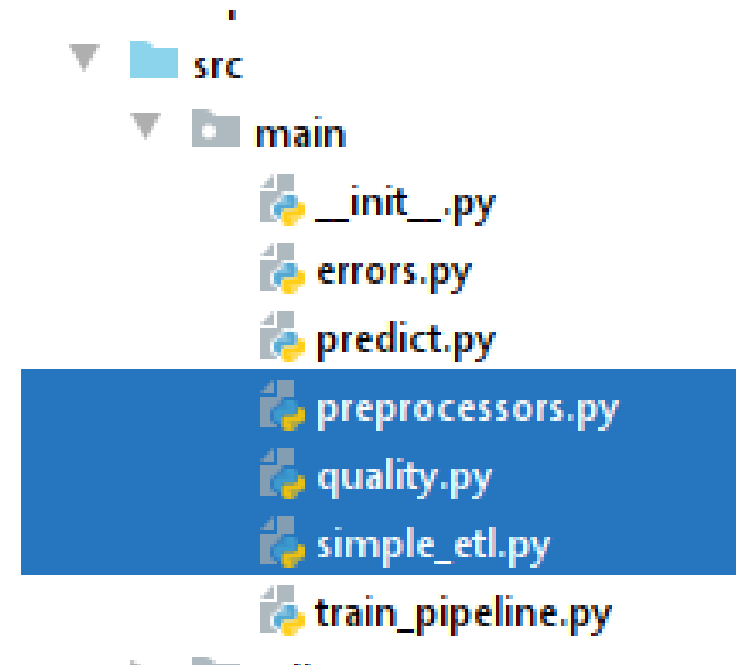 src
main
__init__.py
errors.py
predict.py
preprocessors.py
quality.py
simple_etl.py
train_pipeline.py